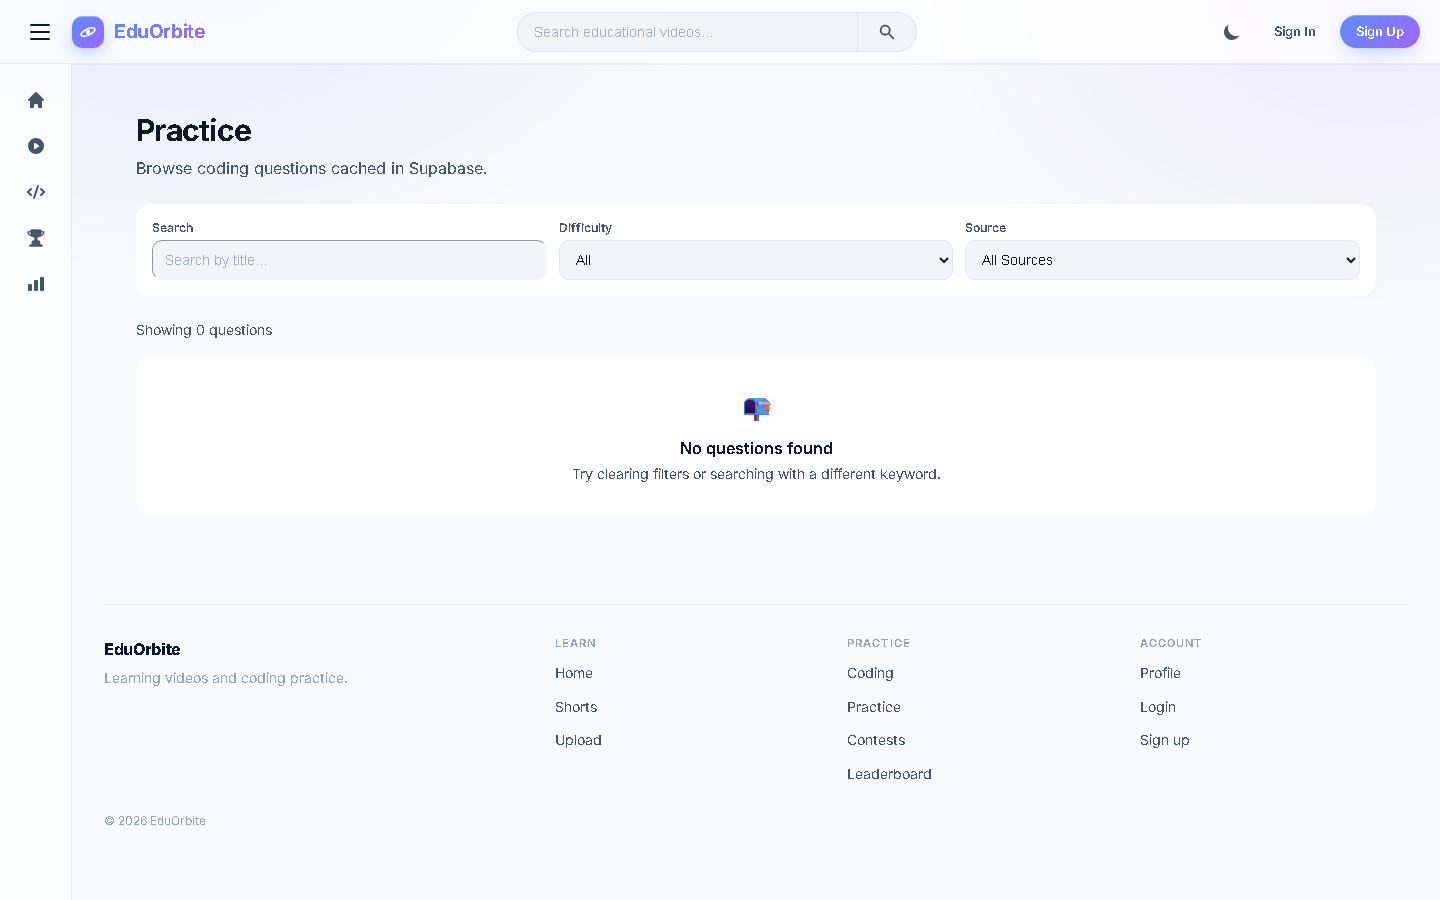 EduOrbite
Search educational videos...
Sign In
Sign Up
Practice
Browse coding questions cached in Supabase.
Search
Difficulty
Source
Search by title...
All
All Sources
Showing 0 questions
No questions found
Try clearing filters or searching with a different keyword.
EduOrbite
Learning videos and coding practice.
LEARN
Home
Shorts
Upload
PRACTICE
Coding
Practice
Contests
Leaderboard
ACCOUNT
Profile
Login
Sign up
© 2026 EduOrbite